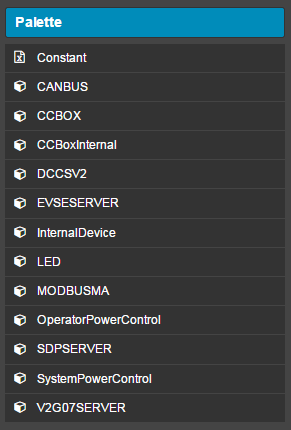 Palette
Constant
CANBUS
CCBOX
CCBoxInternal
DCCSV2
EVSESERVER
InternalDevice
LED
MODBUSMA
OperatorPowerControl
SDPSERVER
SystemPowerControl
V2G07SERVER